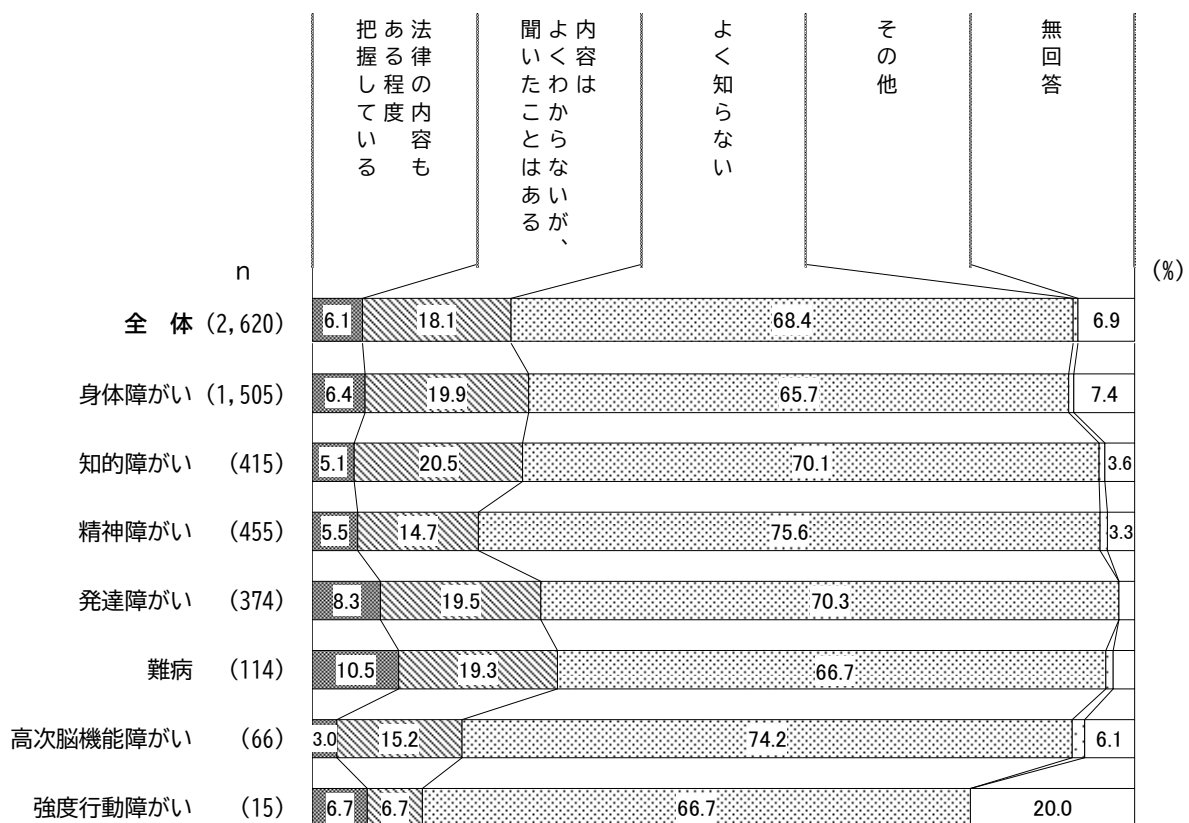 法律の内容も
ある程度
把握している
内容は
よくわからないが、
聞いたことはある
よく知らない
その他
無回答
n
(%)
全 体 (2,620) 6.1 18.1 68.4 6.9
身体障がい (1,505) 6.4 19.9 65.7 7.4
知的障がい (415) 5.1 20.5 70.1 3.6
精神障がい (455) 5.5 14.7 75.6 3.3
発達障がい (374) 8.3 19.5 70.3
難病 (114) 10.5 19.3 66.7
高次脳機能障がい (66) 3.0 15.2 74.2 6.1
強度行動障がい (15) 6.7 6.7 66.7 20.0